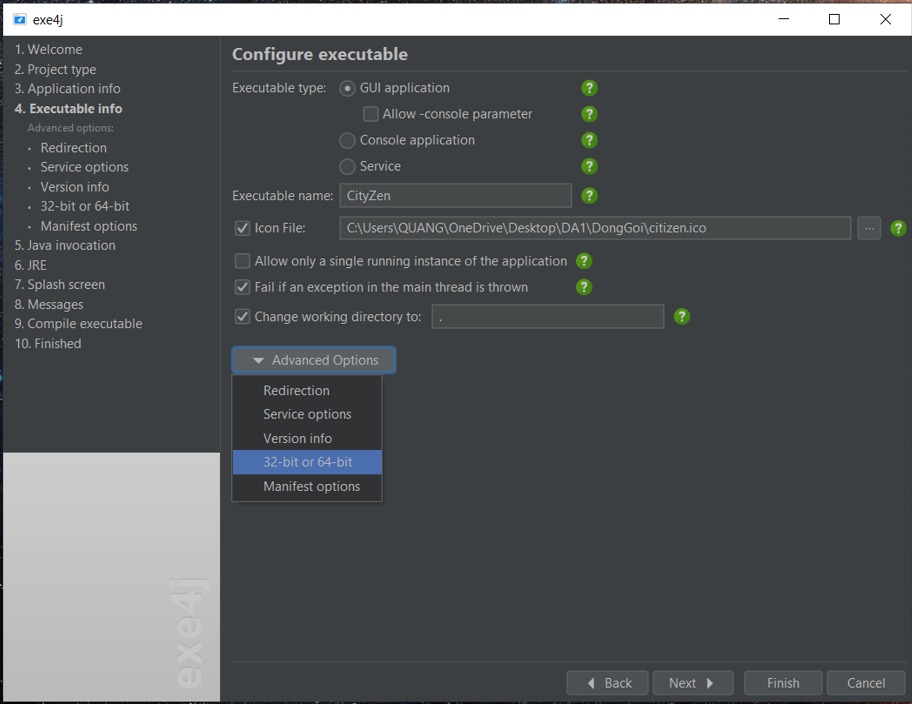 exe4j
1. Welcome
2. Project type
3. Application info
4. Executable info
Advanced options:
· Redirection
· Service options
· Version info
· 32-bit or 64-bit
· Manifest options
5. Java invocation
6. JRE
7. Splash screen
8. Messages
9. Compile executable
10. Finished
exe4j
Configure executable
Executable type: GUI application ?
Allow -console parameter ?
Console application ?
Service ?
Executable name: CityZen ?
Icon File: C:\Users\QUANG\OneDrive\Desktop\DA1\DongGoi\citizen.ico ... ?
Allow only a single running instance of the application ?
Fail if an exception in the main thread is thrown ?
Change working directory to: . ?
Advanced Options
Redirection
Service options
Version info
32-bit or 64-bit
Manifest options
Back Next Finish Cancel